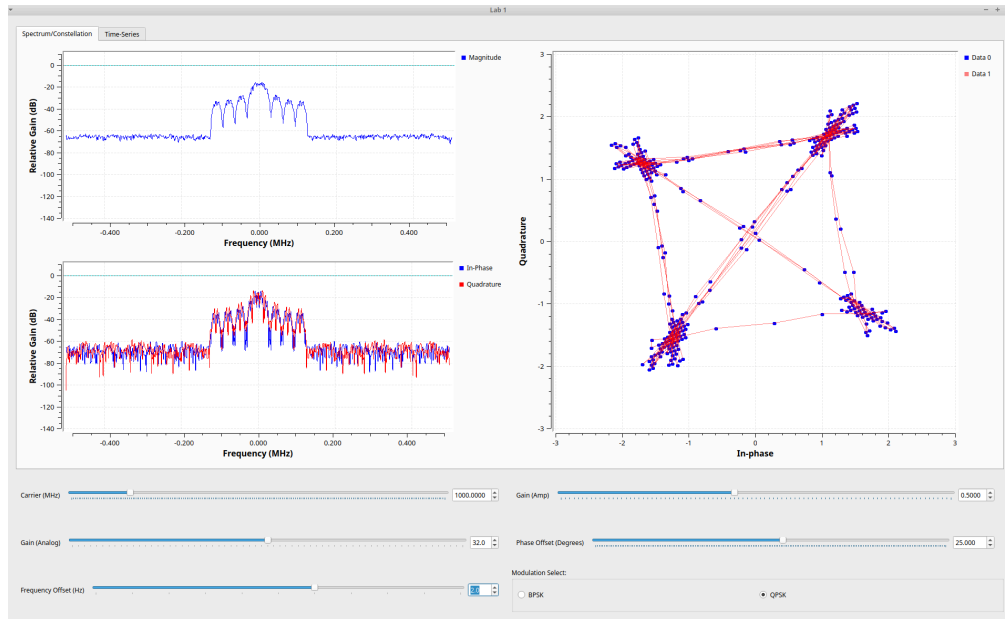 Lab 1
Spectrum/Constellation Time-Series
Magnitude
0
-20
-40
-60
-80
-100
-120
-140
Relative Gain (dB)
-0.400 -0.200 0.000 0.200 0.400
Frequency (MHz)
In-Phase
Quadrature
0
-20
-40
-60
-80
-100
-120
-140
Relative Gain (dB)
-0.400 -0.200 0.000 0.200 0.400
Frequency (MHz)
Data 0
Data 1
3
2
1
0
-1
-2
-3
Quadrature
-3 -2 -1 0 1 2 3
In-phase
Carrier (MHz) 1000.0000
Gain (Amp) 0.5000
Gain (Analog) 32.0
Phase Offset (Degrees) 25.000
Frequency Offset (Hz)
Modulation Select:
BPSK QPSK